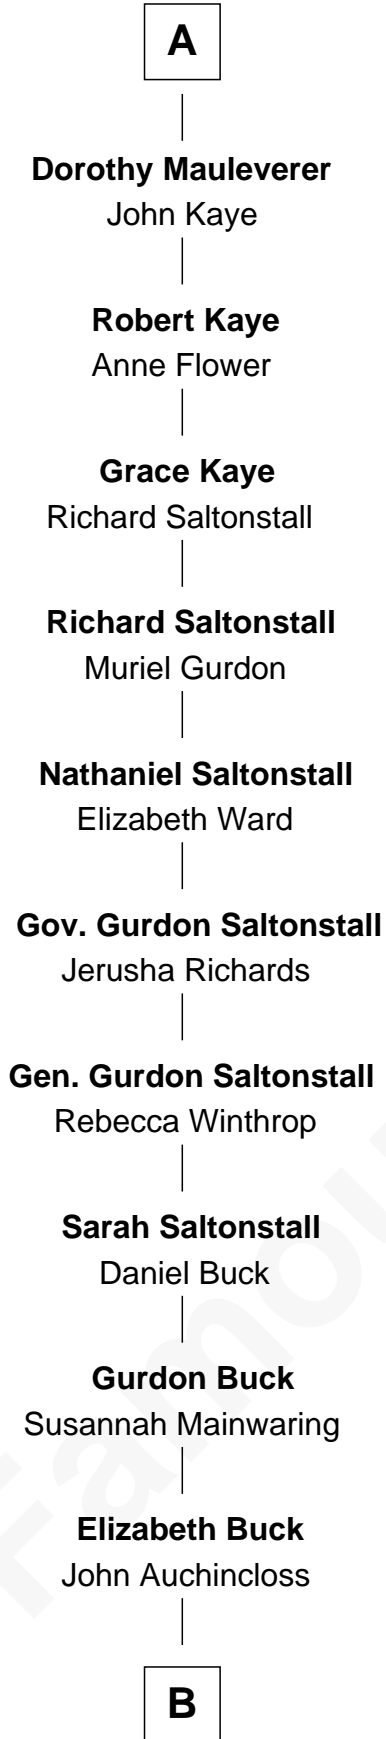 A
Dorothy Mauleverer
John Kaye
Robert Kaye
Anne Flower
Grace Kaye
Richard Saltonstall
Richard Saltonstall
Muriel Gurdon
Nathaniel Saltonstall
Elizabeth Ward
Gov. Gurdon Saltonstall
Jerusha Richards
Gen. Gurdon Saltonstall
Rebecca Winthrop
Sarah Saltonstall
Daniel Buck
Gurdon Buck
Susannah Mainwaring
Elizabeth Buck
John Auchincloss
B